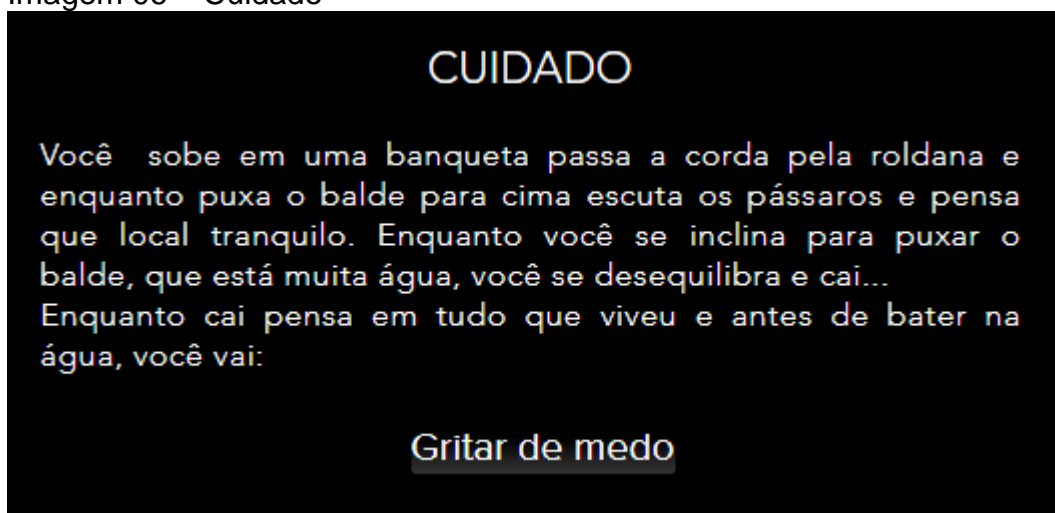 CUIDADO
Você sobe em uma banqueta passa a corda pela roldana e
enquanto puxa o balde para cima escuta os pássaros e pensa
que local tranquilo. Enquanto você se inclina para puxar o
balde, que está muita água, você se desequilibra e cai...
Enquanto cai pensa em tudo que viveu e antes de bater na
água, você vai:
Gritar de medo